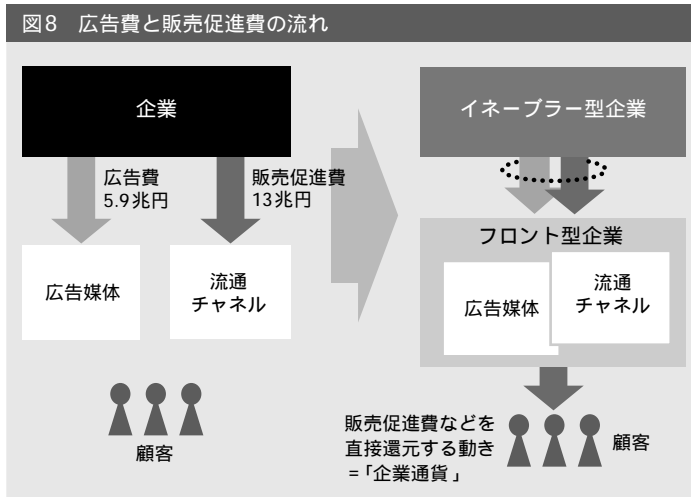 図8 広告費と販売促進費の流れ
企業
広告費
5.9兆円
販売促進費
13兆円
広告媒体
流通
チャネル
顧客
イネーブラー型企業
フロント型企業
広告媒体
流通
チャネル
販売促進費などを
直接還元する動き
=「企業通貨」
顧客